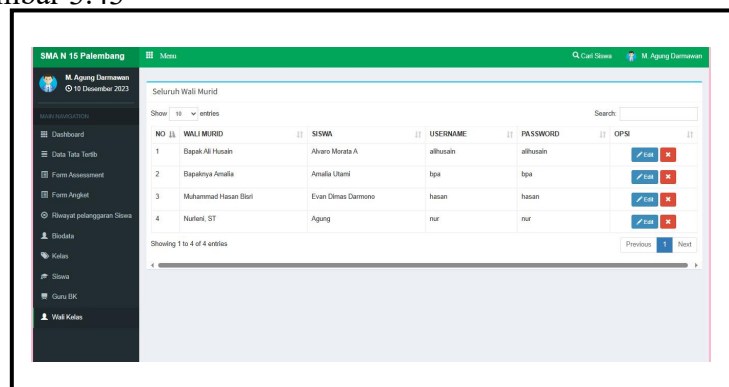 SMA N 15 Palembang Menu Cari Siswa M. Agung Darmawan
M. Agung Darmawan
10 Desember 2023
MAIN NAVIGATION
Dashboard
Data Tata Tertib
Form Assessment
Form Angket
Riwayat pelanggaran Siswa
Biodata
Kelas
Siswa
Guru BK
Wali Kelas
Seluruh Wali Murid
Show 10 entries Search:
NO WALI MURID SISWA USERNAME PASSWORD OPSI
1 Bapak Ali Husain Alvaro Morata A alihusain alihusain Edit
2 Bapaknya Amalia Amalia Utami bpa bpa Edit
3 Muhammad Hasan Bisri Evan Dimas Darmono hasan hasan Edit
4 Nurleni, ST Agung nur nur Edit
Showing 1 to 4 of 4 entries Previous 1 Next